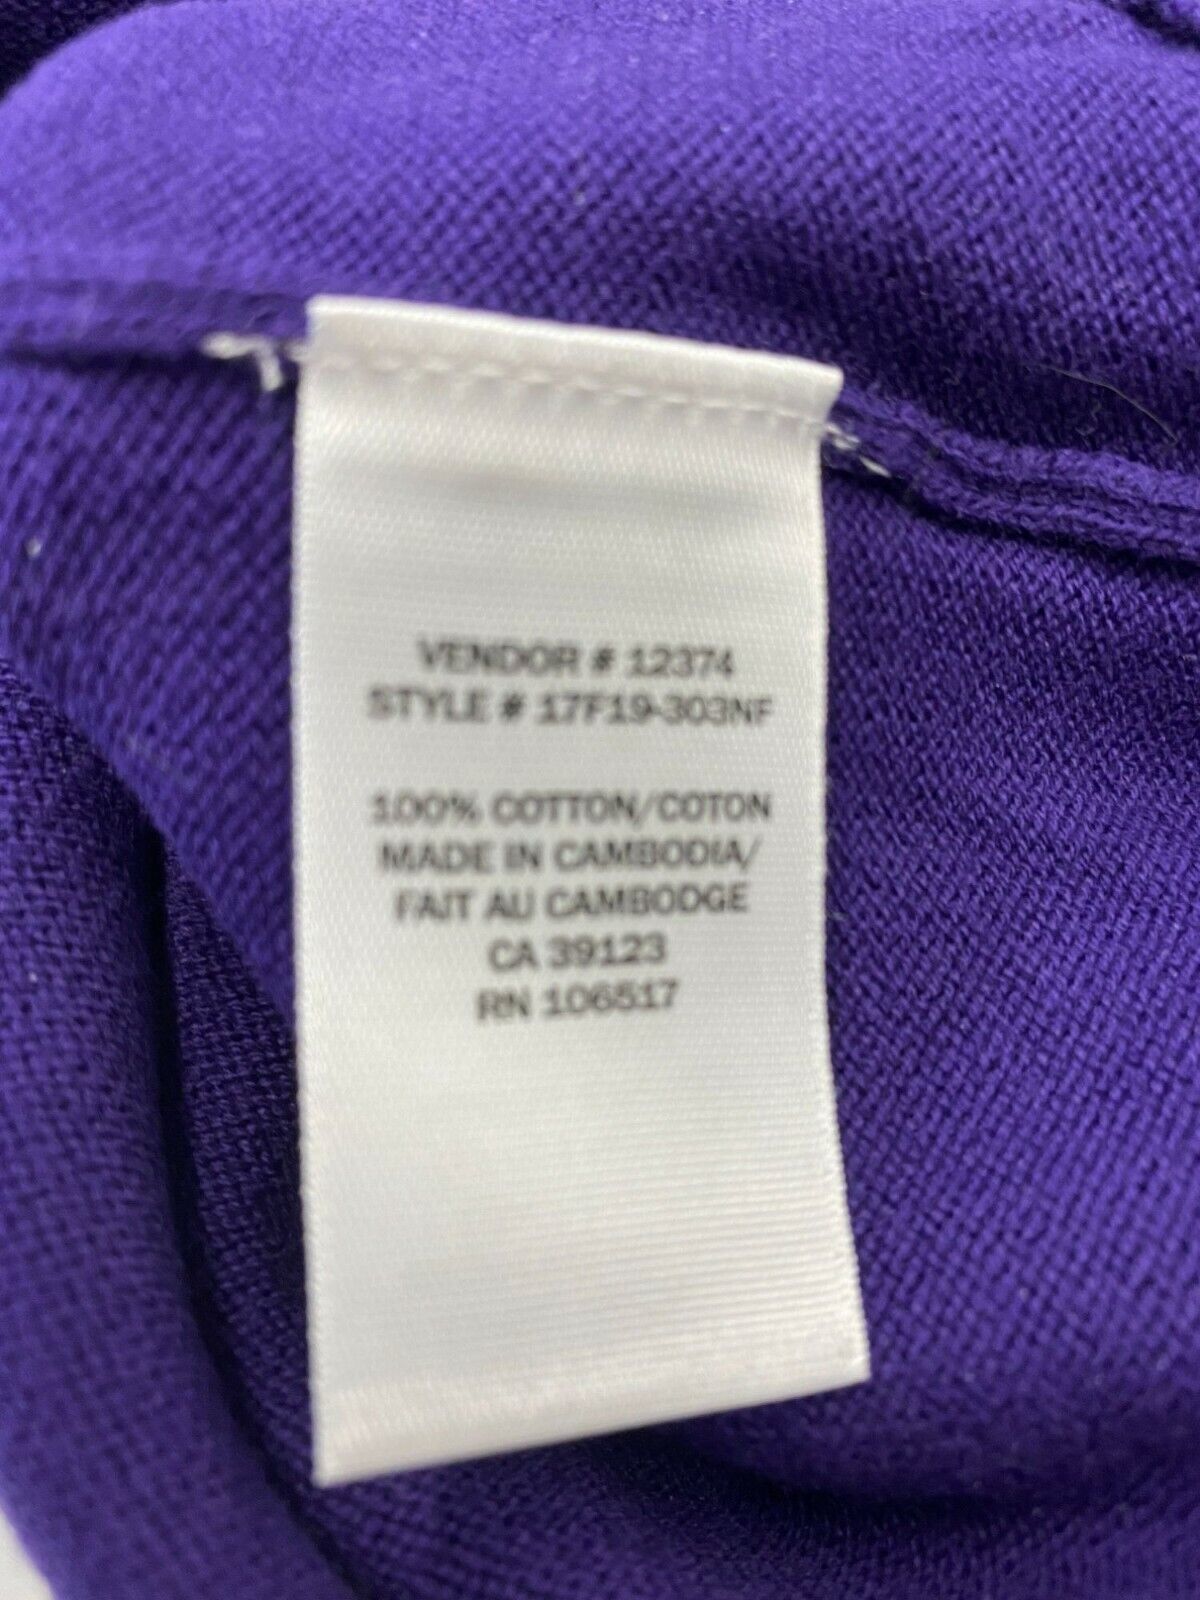 VENDOR # 12374
STYLE # 17F19-303NF
100% COTTON/COTON
MADE IN CAMBODIA/
FAIT AU CAMBODGE
CA 39123
RN 106517